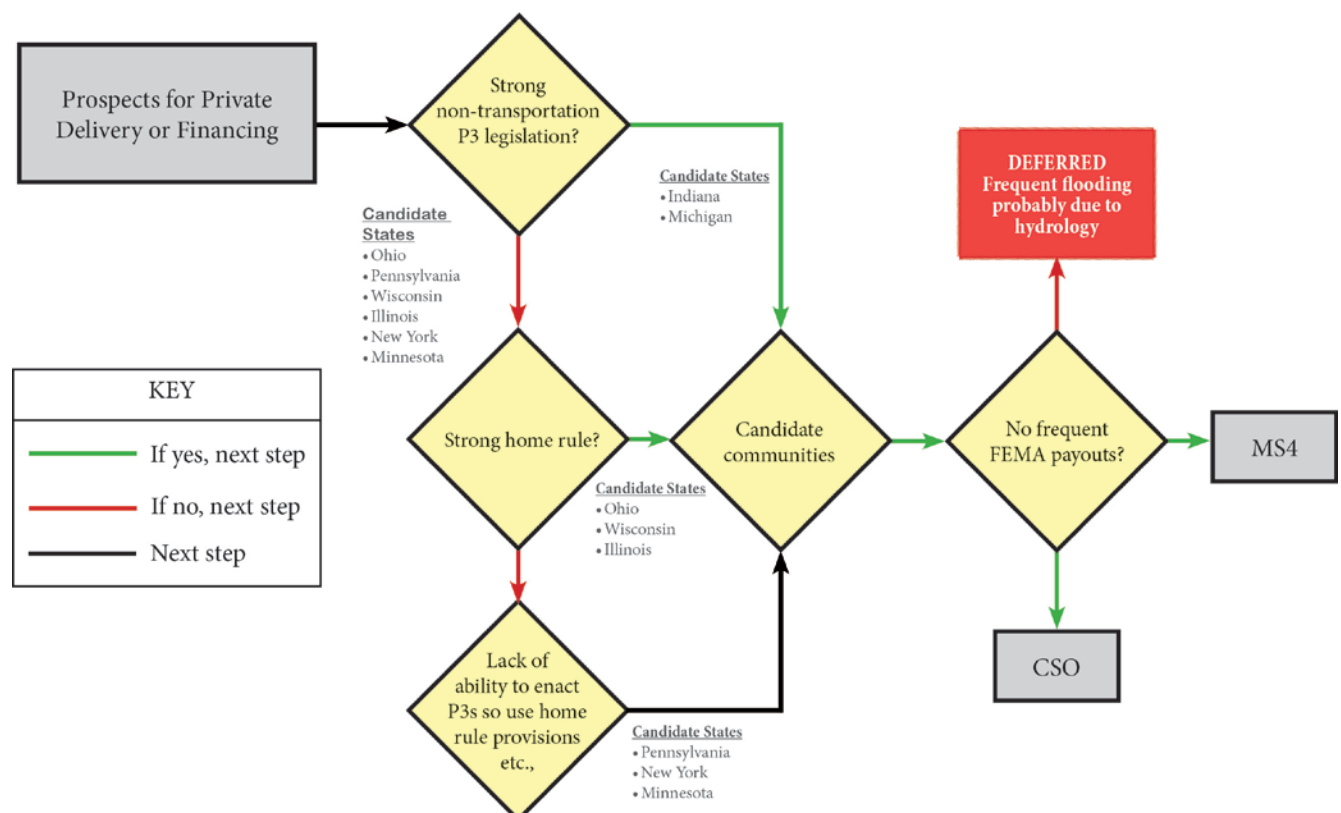 Prospects for Private
Delivery or Financing
Strong
non-transportation
P3 legislation?
Candidate States
• Indiana
• Michigan
DEFERRED
Frequent flooding
probably due to
hydrology
Candidate
States
• Ohio
• Pennsylvania
• Wisconsin
• Illinois
• New York
• Minnesota
KEY
If yes, next step
If no, next step
Next step
Strong home rule?
Candidate States
• Ohio
• Wisconsin
• Illinois
Candidate
communities
No frequent
FEMA payouts?
MS4
CSO
Lack of
ability to enact
P3s so use home
rule provisions
etc.,
Candidate States
• Pennsylvania
• New York
• Minnesota